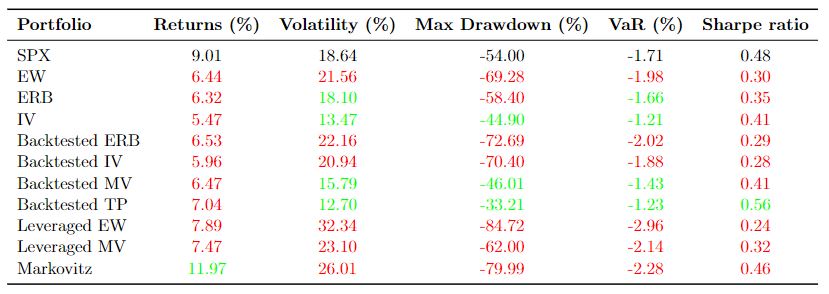 Portfolio Returns (%) Volatility (%) Max Drawdown (%) VaR (%) Sharpe ratio
SPX 9.01 18.64 -54.00 -1.71 0.48
EW 6.44 21.56 -69.28 -1.98 0.30
ERB 6.32 18.10 -58.40 -1.66 0.35
IV 5.47 13.47 -44.90 -1.21 0.41
Backtested ERB 6.53 22.16 -72.69 -2.02 0.29
Backtested IV 5.96 20.94 -70.40 -1.88 0.28
Backtested MV 6.47 15.79 -46.01 -1.43 0.41
Backtested TP 7.04 12.70 -33.21 -1.23 0.56
Leveraged EW 7.89 32.34 -84.72 -2.96 0.24
Leveraged MV 7.47 23.10 -62.00 -2.14 0.32
Markovitz 11.97 26.01 -79.99 -2.28 0.46